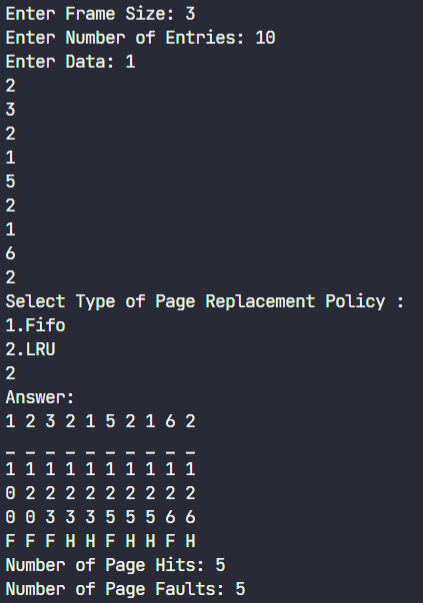 Enter Frame Size: 3
Enter Number of Entries: 10
Enter Data: 1
2
3
2
1
5
2
1
6
2
Select Type of Page Replacement Policy :
1.Fifo
2.LRU
2
Answer:
1 2 3 2 1 5 2 1 6 2
_ _ _ _ _ _ _ _ _ _
1 1 1 1 1 1 1 1 1 1
0 2 2 2 2 2 2 2 2 2
0 0 3 3 3 5 5 5 6 6
F F F H H F H H F H
Number of Page Hits: 5
Number of Page Faults: 5